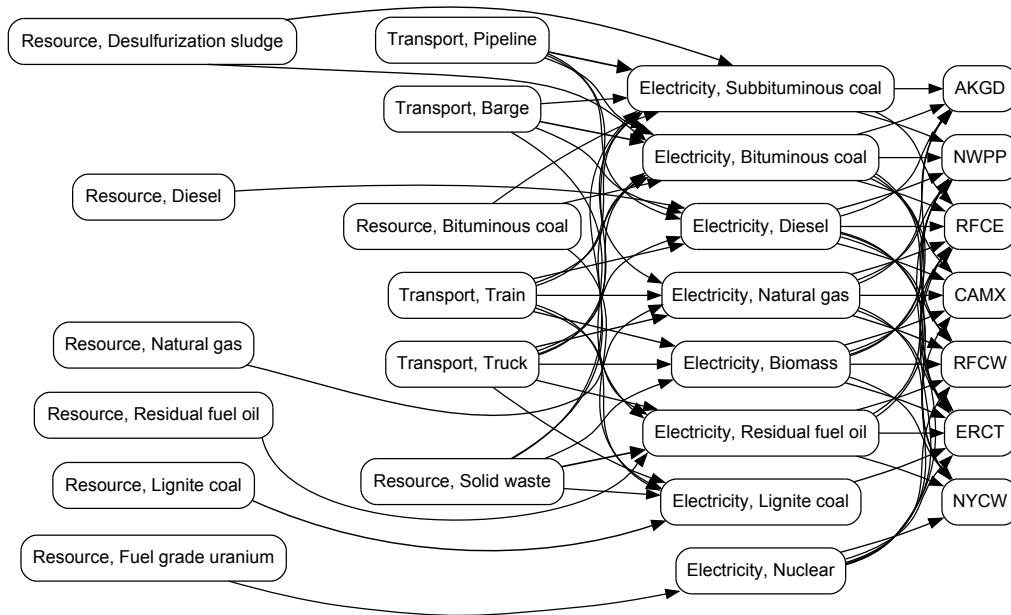 Resource, Desulfurization sludge
Resource, Diesel
Resource, Natural gas
Resource, Residual fuel oil
Resource, Lignite coal
Resource, Fuel grade uranium
Transport, Pipeline
Transport, Barge
Resource, Bituminous coal
Transport, Train
Transport, Truck
Resource, Solid waste
Electricity, Subbituminous coal
Electricity, Bituminous coal
Electricity, Diesel
Electricity, Natural gas
Electricity, Biomass
Electricity, Residual fuel oil
Electricity, Lignite coal
Electricity, Nuclear
AKGD
NWPP
RFCE
CAMX
RFCW
ERCT
NYCW